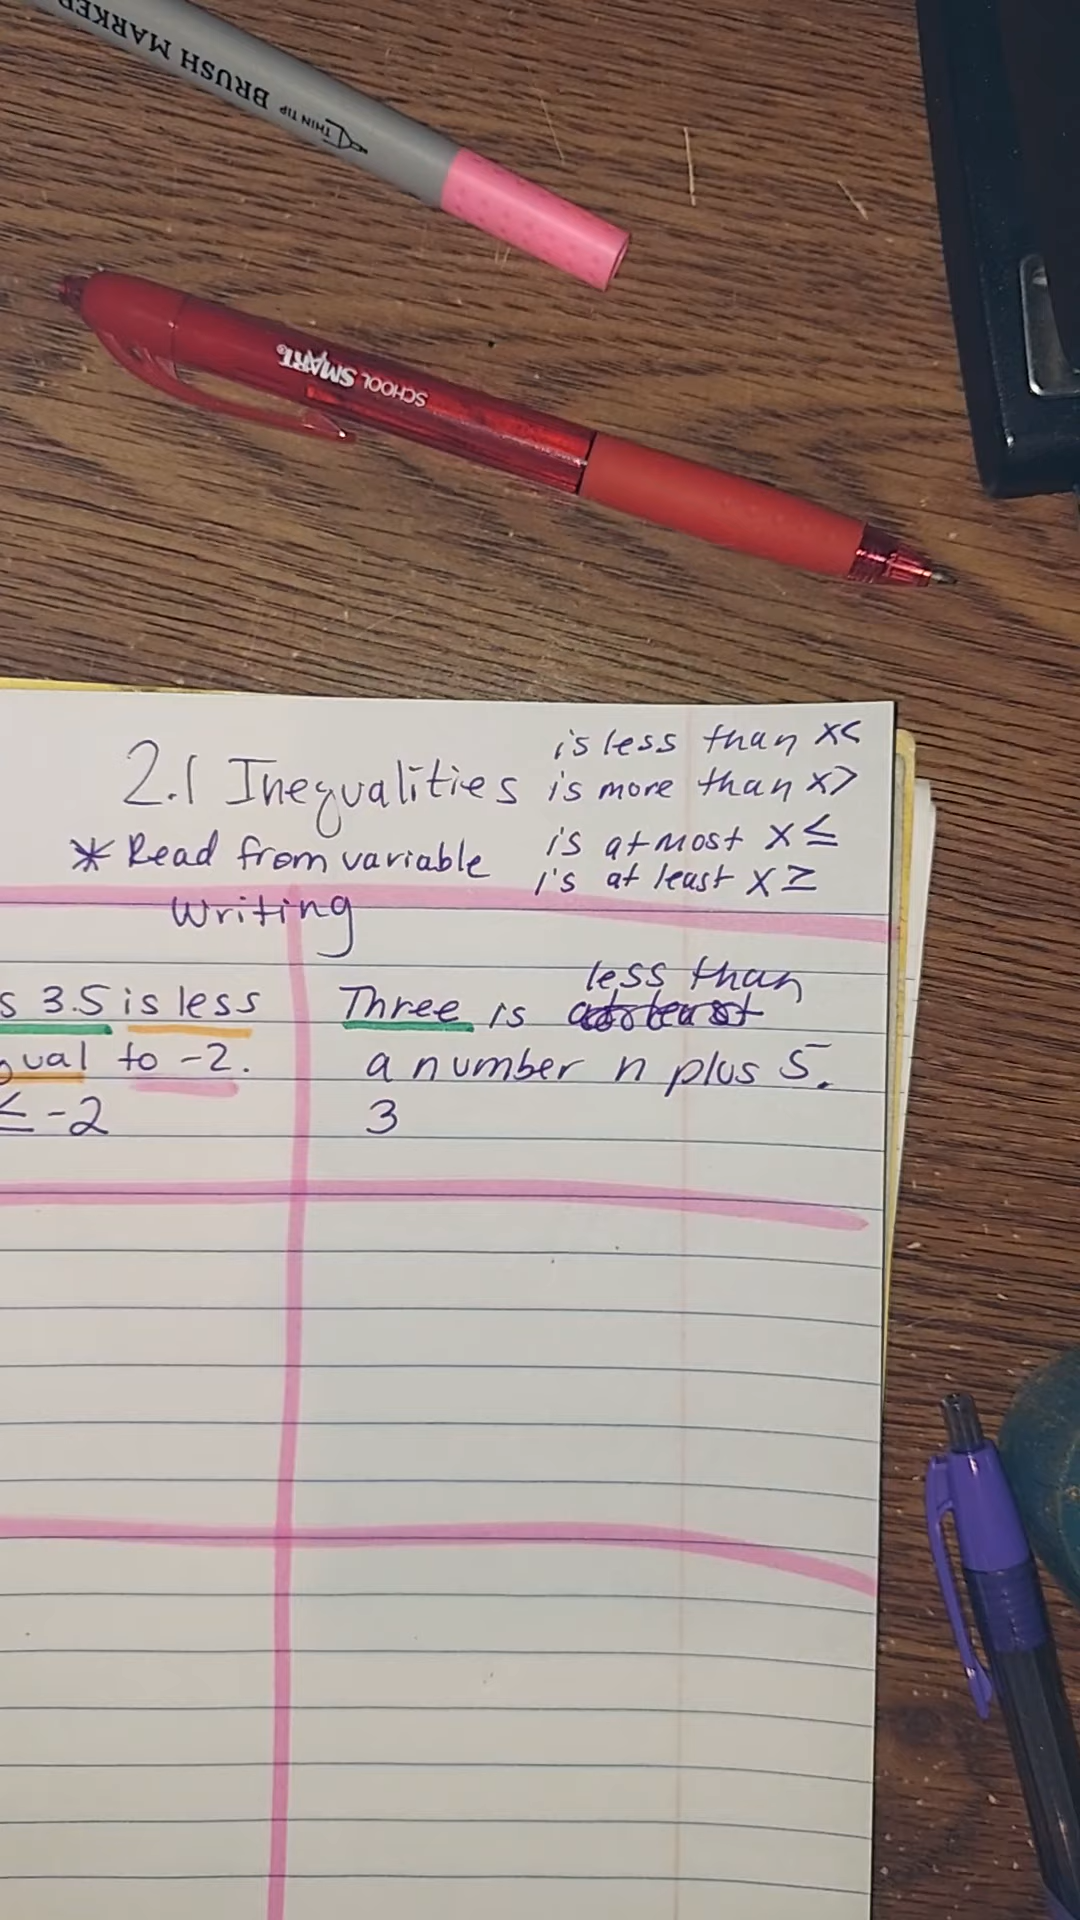 BRUSH MARKER
THIN TIP
SCHOOL SMART
2.1 Inequalities
is less than x<
is more than x>
is at most x ≤
is at least x ≥
* Read from variable
Writing
s 3.5 is less
qual to -2.
≤ -2
less than
Three is
a number n plus 5.
3